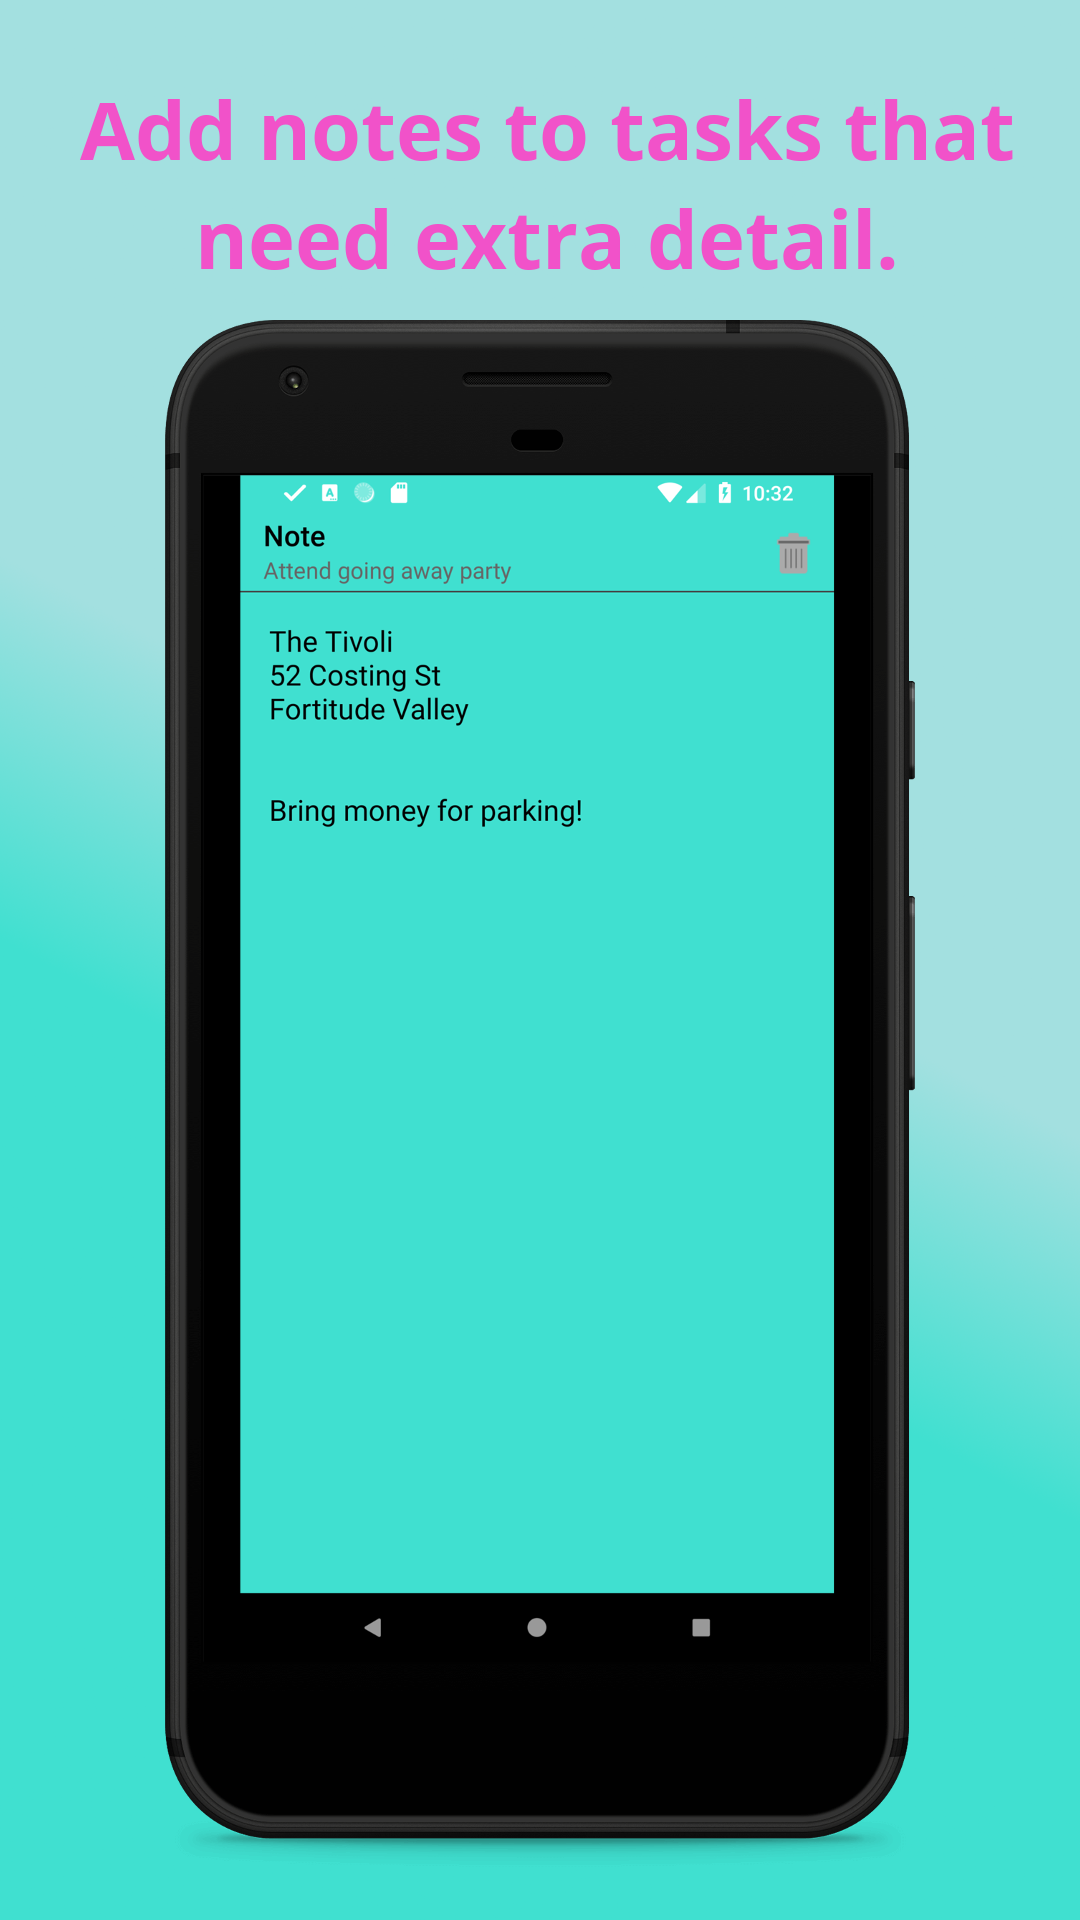 Add notes to tasks that
need extra detail.
10:32
Note
Attend going away party
The Tivoli
52 Costing St
Fortitude Valley
Bring money for parking!